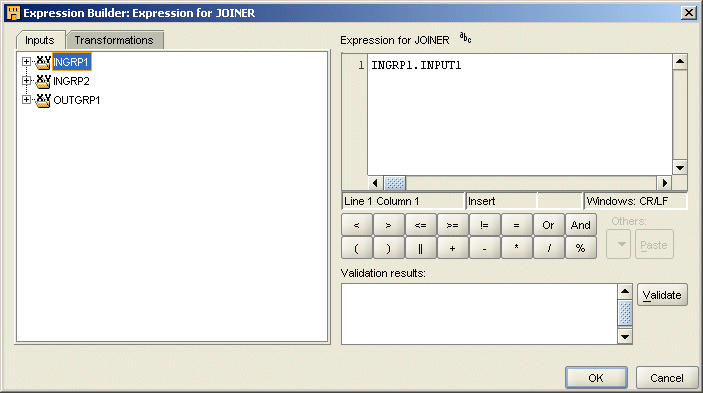 Expression Builder: Expression for JOINER
Inputs Transformations
INGRP1
INGRP2
OUTGRP1
Expression for JOINER abc
1 INGRP1.INPUT1
Line 1 Column 1 Insert Windows: CR/LF
< > <= >= != = Or And
( ) || + - * / %
Others:
Paste
Validation results:
Validate
OK Cancel